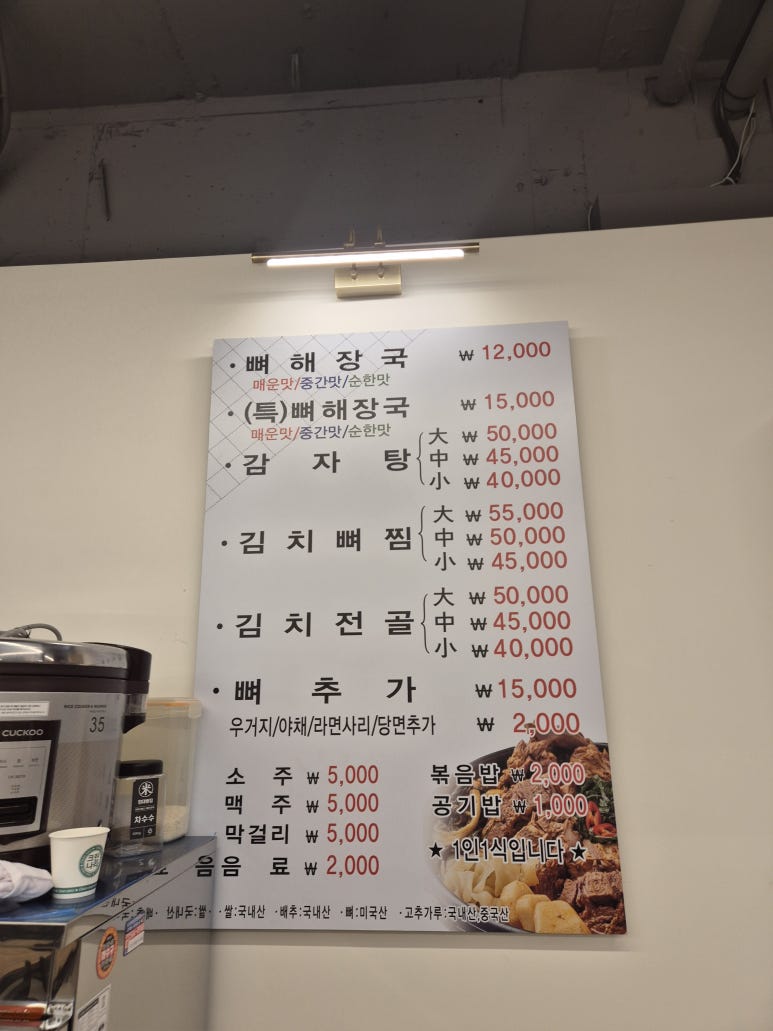 · 뼈 해 장 국 ₩ 12,000
매운맛/중간맛/순한맛
· (특)뼈해장국 ₩ 15,000
매운맛/중간맛/순한맛
· 감 자 탕
大 ₩ 50,000
中 ₩ 45,000
小 ₩ 40,000
· 김 치 뼈 찜
大 ₩ 55,000
中 ₩ 50,000
小 ₩ 45,000
· 김 치 전 골
大 ₩ 50,000
中 ₩ 45,000
小 ₩ 40,000
· 뼈 추 가 ₩ 15,000
우거지/야채/라면사리/당면추가 ₩ 2,000
소 주 ₩ 5,000
맥 주 ₩ 5,000
막걸리 ₩ 5,000
음 료 ₩ 2,000
볶음밥 ₩ 2,000
공기밥 ₩ 1,000
★ 1인1식입니다 ★
·쌀:국내산 ·배추:국내산 ·뼈:미국산 ·고추가루:국내산,중국산
CUCKOO
35
米
차수수